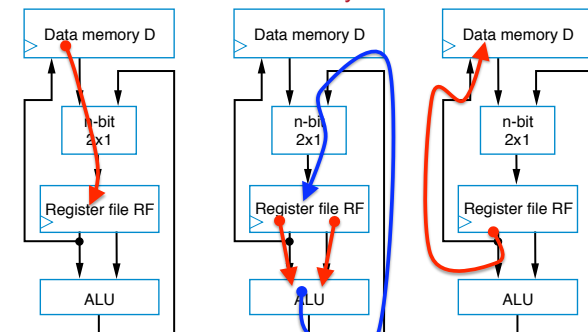 Data memory D
n-bit
2x1
Register file RF
ALU
Data memory D
n-bit
2x1
Register file RF
ALU
Data memory D
n-bit
2x1
Register file RF
ALU